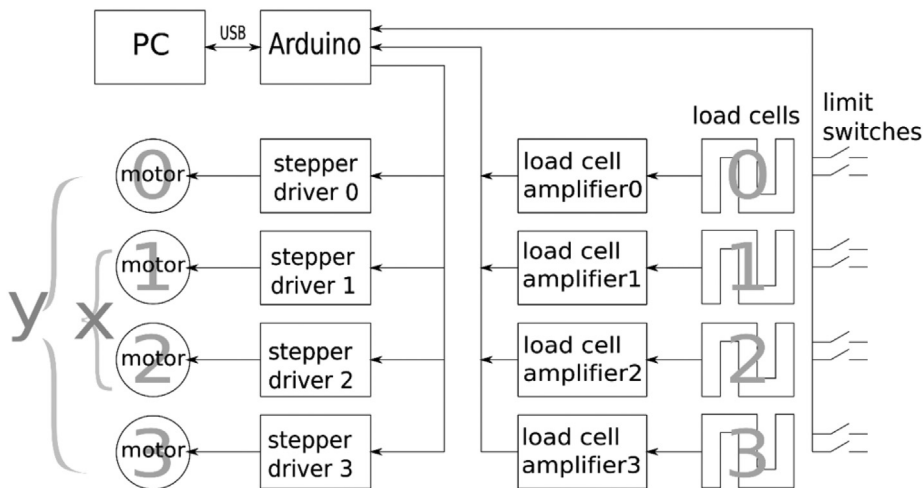 PC
USB
Arduino
load cells
limit
switches
0
motor
stepper
driver 0
load cell
amplifier0
0
1
motor
stepper
driver 1
load cell
amplifier1
1
y
x
2
motor
stepper
driver 2
load cell
amplifier2
2
3
motor
stepper
driver 3
load cell
amplifier3
3